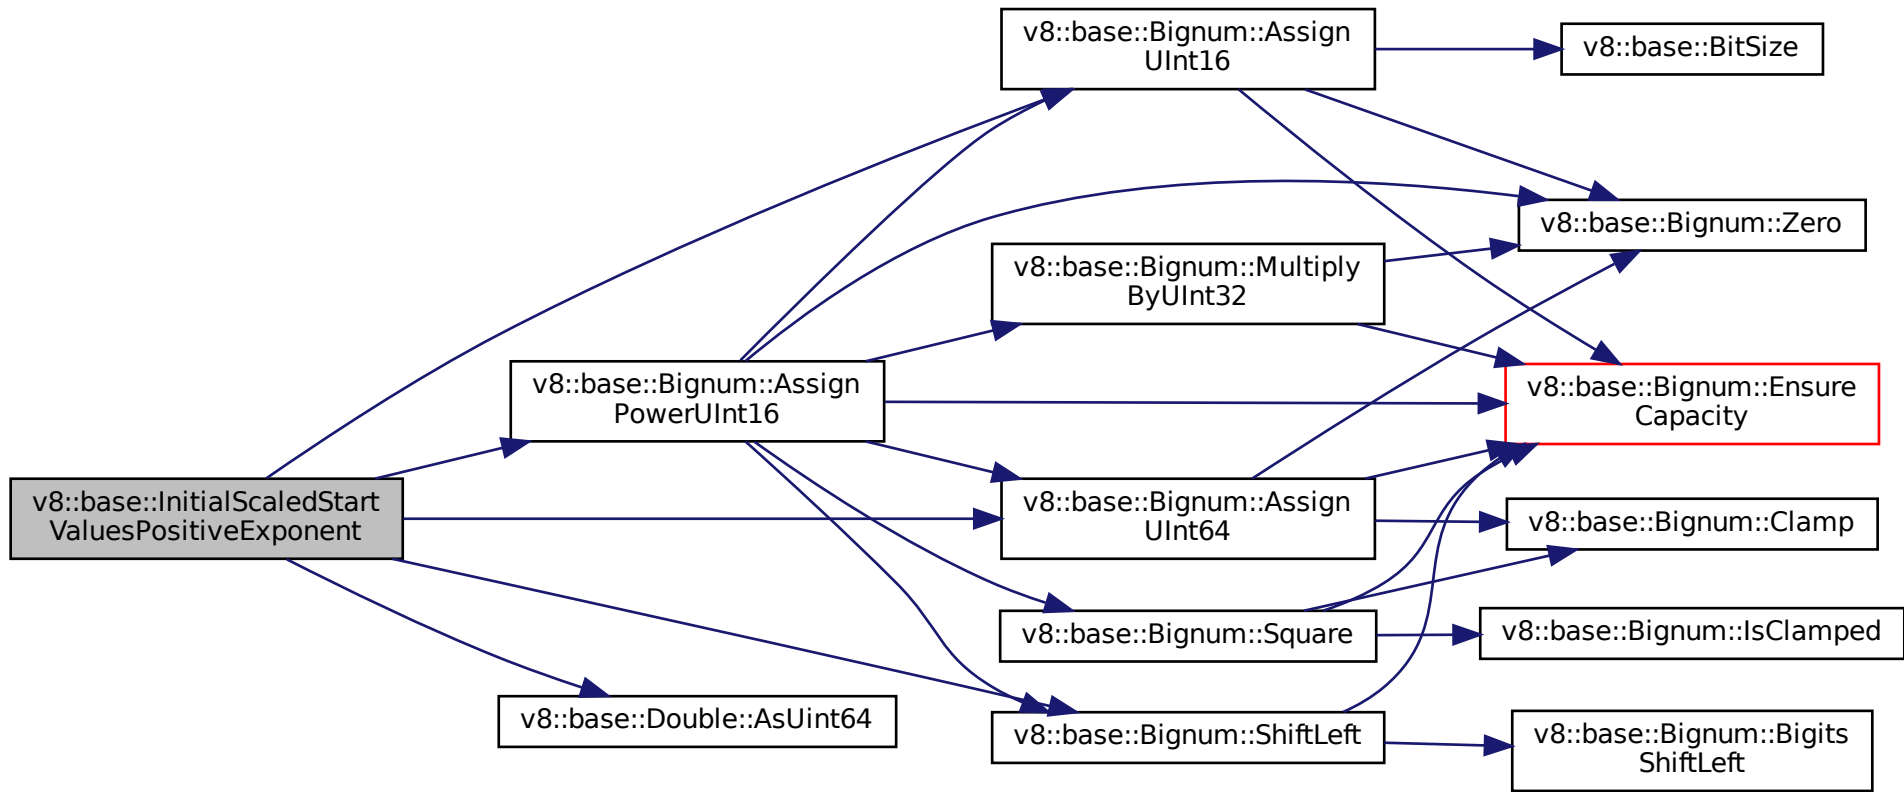 v8::base::InitialScaledStart
ValuesPositiveExponent
v8::base::Bignum::Assign
PowerUInt16
v8::base::Double::AsUint64
v8::base::Bignum::Assign
UInt16
v8::base::Bignum::Multiply
ByUInt32
v8::base::Bignum::Assign
UInt64
v8::base::Bignum::Square
v8::base::Bignum::ShiftLeft
v8::base::BitSize
v8::base::Bignum::Zero
v8::base::Bignum::Ensure
Capacity
v8::base::Bignum::Clamp
v8::base::Bignum::IsClamped
v8::base::Bignum::Bigits
ShiftLeft